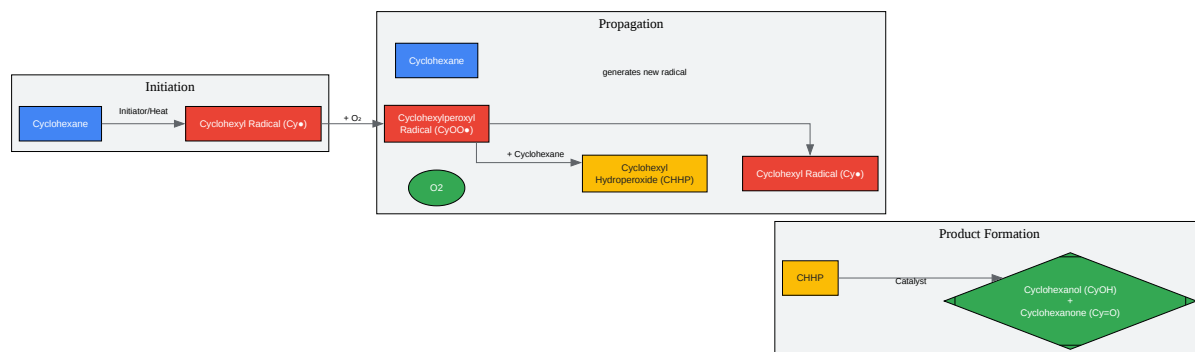 Propagation
Cyclohexane
generates new radical
Initiation
Cyclohexane
Initiator/Heat
Cyclohexyl Radical (Cy●)
+ O₂
Cyclohexylperoxyl
Radical (CyOO●)
+ Cyclohexane
Cyclohexyl
Hydroperoxide (CHHP)
Cyclohexyl Radical (Cy●)
O2
Product Formation
CHHP
Catalyst
Cyclohexanol (CyOH)
+
Cyclohexanone (Cy=O)